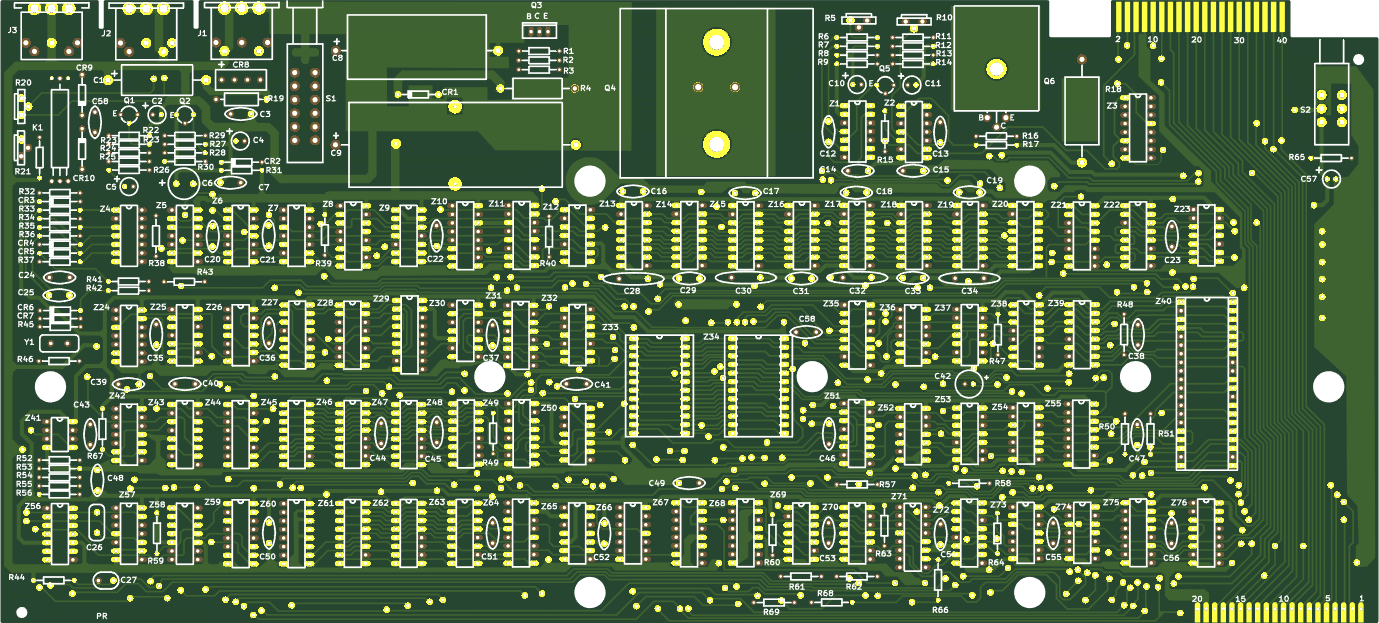 J3 J2 J1 Q3
B C E
C8 R1 R2 R3
R5 R10
R6 R7 R8 R9
R11 R12 R13 R14
2 10 20 30 40
CR9 C1 CR8
R20 R19 S1
CR1 R4 Q4
C10 E Q5 C11 Q6
R18 S2
C58 Q1 C2 Q2
E E C3
K1 C9
Z1 Z2 Z3
B E
C
R16
R17
R22 R23 R24 R25 R26
R29 R27 R28 R30
C4
CR2
R31
R21 CR10
C12 R15 C13
C14 C15
R65
C57
C5 C6 C7
R32
CR3
R33
R34
R35
R36
CR4
CR5
R37
C16 C17 C18 C19
Z4 Z5 Z6 Z7 Z8 Z9 Z10 Z11 Z12 Z13 Z14 Z15 Z16 Z17 Z18 Z19 Z20 Z21 Z22 Z23
R38 C20 C21 R39 C22 R40 C23
C24 R41 R43
R42
C25
C28 C29 C30 C31 C32 C33 C34
CR6
CR7
R45
Z24 Z25 Z26 Z27 Z28 Z29 Z30 Z31 Z32 Z33 Z34 C58 Z35 Z36 Z37 Z38 Z39 R48 Z40
Y1
R46
C35 C36 C37 R47 C38
C39 C40 C41 C42
Z41 C43 Z42 Z43 Z44 Z45 Z46 Z47 Z48 Z49 Z50 Z51 Z52 Z53 Z54 Z55 R50 R51
R67 C44 C45 R49 C46 C47
R52
R53
R54
R55
R56
C48 C49 R57 R58
Z56 Z57 Z58 Z59 Z60 Z61 Z62 Z63 Z64 Z65 Z66 Z67 Z68 Z69 Z70 Z71 Z72 Z73 Z74 Z75 Z76
C26 R59 C50 C51 C52 R60 C53 R63 R64 C55 C56
R44 C27 R61 R62
R66
R69 R68
PR
20 15 10 5 1